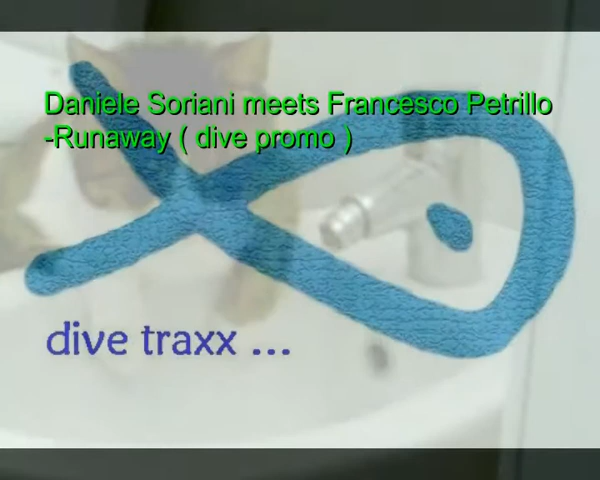 Daniele Soriani meets Francesco Petrillo
-Runaway ( dive promo )
dive traxx ...